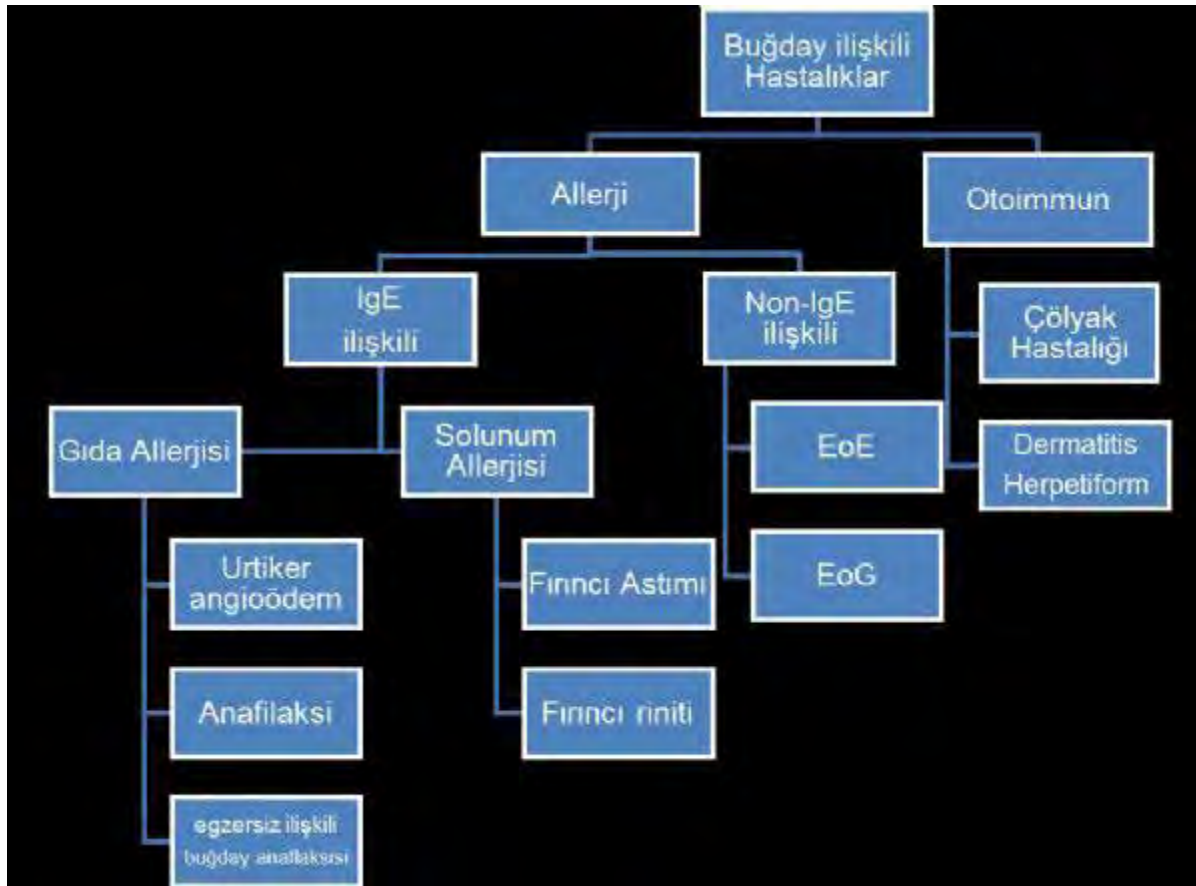 Buğday ilişkili
Hastalıklar
Allerji
Otoimmun
IgE
ilişkili
Non-IgE
ilişkili
Çölyak
Hastalığı
Gıda Allerjisi
Solunum
Allerjisi
EoE
Dermatitis
Herpetiform
Urtiker
angioödem
Fırıncı Astımı
EoG
Anafilaksi
Fırıncı riniti
egzersiz ilişkili
buğday anaflaksisi